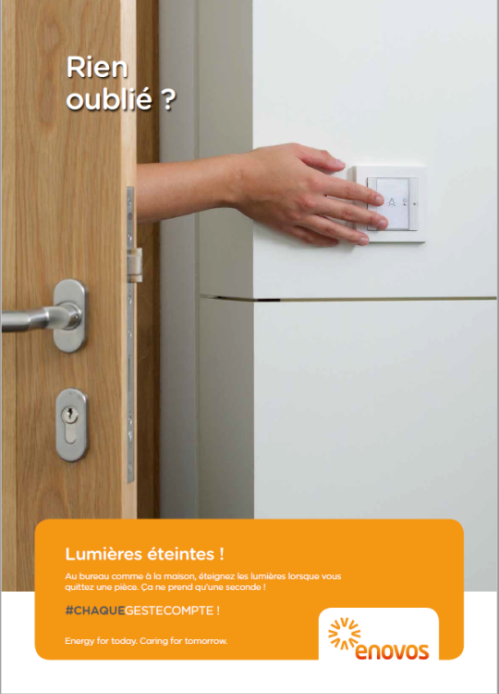 Rien
oublié ?
Lumières éteintes !
Au bureau comme à la maison, éteignez les lumières lorsque vous
quittez une pièce. Ça ne prend qu'une seconde !
#CHAQUEGESTECOMPTE !
Energy for today. Caring for tomorrow.
enovos